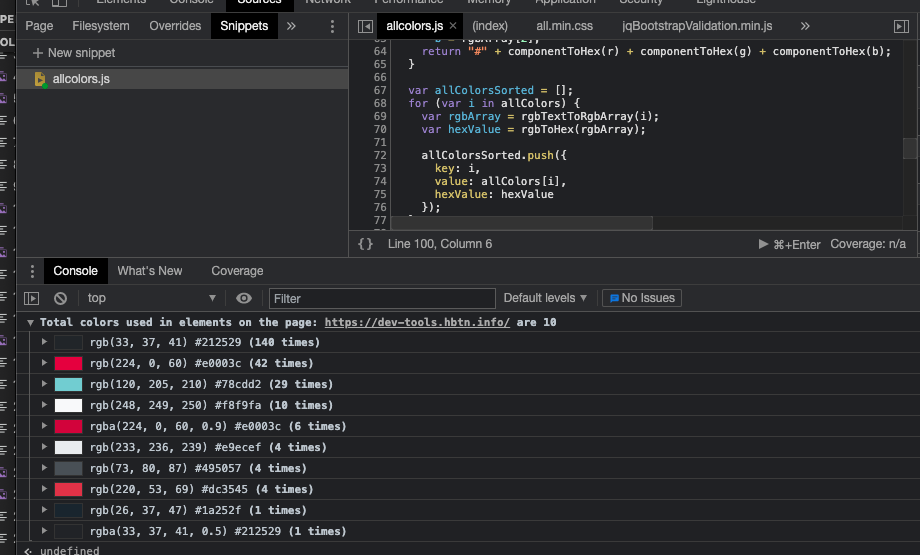 Elements Console Sources Network Performance Memory Application Security Lighthouse
Page Filesystem Overrides Snippets »
+ New snippet
allcolors.js
allcolors.js × (index) all.min.css jqBootstrapValidation.min.js »
63 b = rgbArray[2];
64 return "#" + componentToHex(r) + componentToHex(g) + componentToHex(b);
65 }
66
67 var allColorsSorted = [];
68 for (var i in allColors) {
69 var rgbArray = rgbTextToRgbArray(i);
70 var hexValue = rgbToHex(rgbArray);
71
72 allColorsSorted.push({
73 key: i,
74 value: allColors[i],
75 hexValue: hexValue
76 });
77
{} Line 100, Column 6 ⌘+Enter Coverage: n/a
Console What's New Coverage
top Filter Default levels No Issues
Total colors used in elements on the page: https://dev-tools.hbtn.info/ are 10
rgb(33, 37, 41) #212529 (140 times)
rgb(224, 0, 60) #e0003c (42 times)
rgb(120, 205, 210) #78cdd2 (29 times)
rgb(248, 249, 250) #f8f9fa (10 times)
rgba(224, 0, 60, 0.9) #e0003c (6 times)
rgb(233, 236, 239) #e9ecef (4 times)
rgb(73, 80, 87) #495057 (4 times)
rgb(220, 53, 69) #dc3545 (4 times)
rgb(26, 37, 47) #1a252f (1 times)
rgba(33, 37, 41, 0.5) #212529 (1 times)
undefined